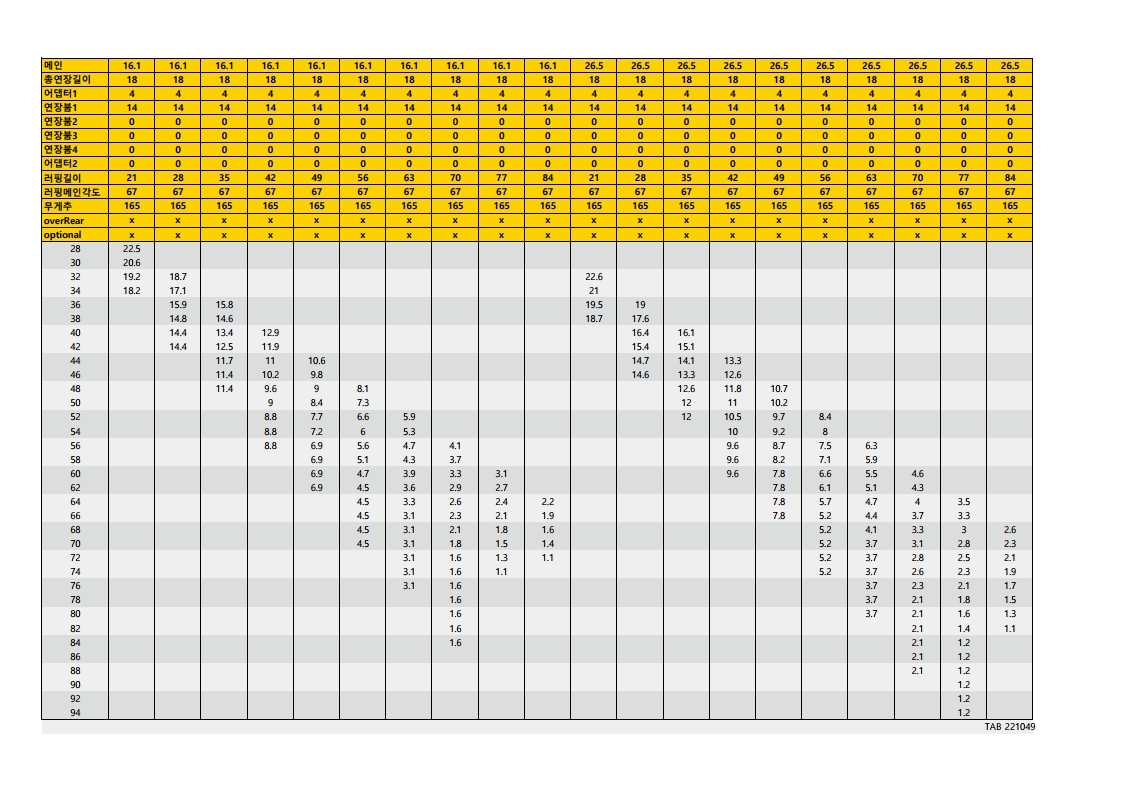 메인 16.1 16.1 16.1 16.1 16.1 16.1 16.1 16.1 16.1 16.1 26.5 26.5 26.5 26.5 26.5 26.5 26.5 26.5 26.5 26.5
총연장길이 18 18 18 18 18 18 18 18 18 18 18 18 18 18 18 18 18 18 18 18
어댑터1 4 4 4 4 4 4 4 4 4 4 4 4 4 4 4 4 4 4 4 4
연장붐1 14 14 14 14 14 14 14 14 14 14 14 14 14 14 14 14 14 14 14 14
연장붐2 0 0 0 0 0 0 0 0 0 0 0 0 0 0 0 0 0 0 0 0
연장붐3 0 0 0 0 0 0 0 0 0 0 0 0 0 0 0 0 0 0 0 0
연장붐4 0 0 0 0 0 0 0 0 0 0 0 0 0 0 0 0 0 0 0 0
어댑터2 0 0 0 0 0 0 0 0 0 0 0 0 0 0 0 0 0 0 0 0
러핑길이 21 28 35 42 49 56 63 70 77 84 21 28 35 42 49 56 63 70 77 84
러핑메인각도 67 67 67 67 67 67 67 67 67 67 67 67 67 67 67 67 67 67 67 67
무게추 165 165 165 165 165 165 165 165 165 165 165 165 165 165 165 165 165 165 165 165
overRear x x x x x x x x x x x x x x x x x x x x
optional x x x x x x x x x x x x x x x x x x x x
28 22.5
30 20.6
32 19.2 18.7 22.6
34 18.2 17.1 21
36 15.9 15.8 19.5 19
38 14.8 14.6 18.7 17.6
40 14.4 13.4 12.9 16.4 16.1
42 14.4 12.5 11.9 15.4 15.1
44 11.7 11 10.6 14.7 14.1 13.3
46 11.4 10.2 9.8 14.6 13.3 12.6
48 11.4 9.6 9 8.1 12.6 11.8 10.7
50 9 8.4 7.3 12 11 10.2
52 8.8 7.7 6.6 5.9 12 10.5 9.7 8.4
54 8.8 7.2 6 5.3 10 9.2 8
56 8.8 6.9 5.6 4.7 4.1 9.6 8.7 7.5 6.3
58 6.9 5.1 4.3 3.7 9.6 8.2 7.1 5.9
60 6.9 4.7 3.9 3.3 3.1 9.6 7.8 6.6 5.5 4.6
62 6.9 4.5 3.6 2.9 2.7 7.8 6.1 5.1 4.3
64 4.5 3.3 2.6 2.4 2.2 7.8 5.7 4.7 4 3.5
66 4.5 3.1 2.3 2.1 1.9 7.8 5.2 4.4 3.7 3.3
68 4.5 3.1 2.1 1.8 1.6 5.2 4.1 3.3 3 2.6
70 4.5 3.1 1.8 1.5 1.4 5.2 3.7 3.1 2.8 2.3
72 3.1 1.6 1.3 1.1 5.2 3.7 2.8 2.5 2.1
74 3.1 1.6 1.1 5.2 3.7 2.6 2.3 1.9
76 3.1 1.6 3.7 2.3 2.1 1.7
78 1.6 3.7 2.1 1.8 1.5
80 1.6 3.7 2.1 1.6 1.3
82 1.6 2.1 1.4 1.1
84 1.6 2.1 1.2
86 2.1 1.2
88 2.1 1.2
90 1.2
92 1.2
94 1.2
TAB 221049